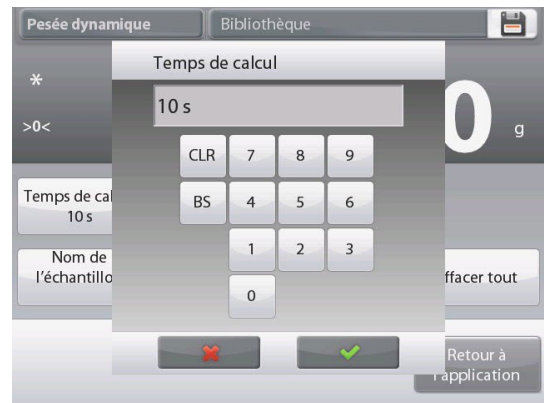 Pesée dynamique Bibliothèque
Temps de calcul
*
10 s
>0<
0 g
CLR 7 8 9
BS 4 5 6
1 2 3
0
Temps de cal
10 s
Nom de
l'échantillo
ffacer tout
Retour à
l'application